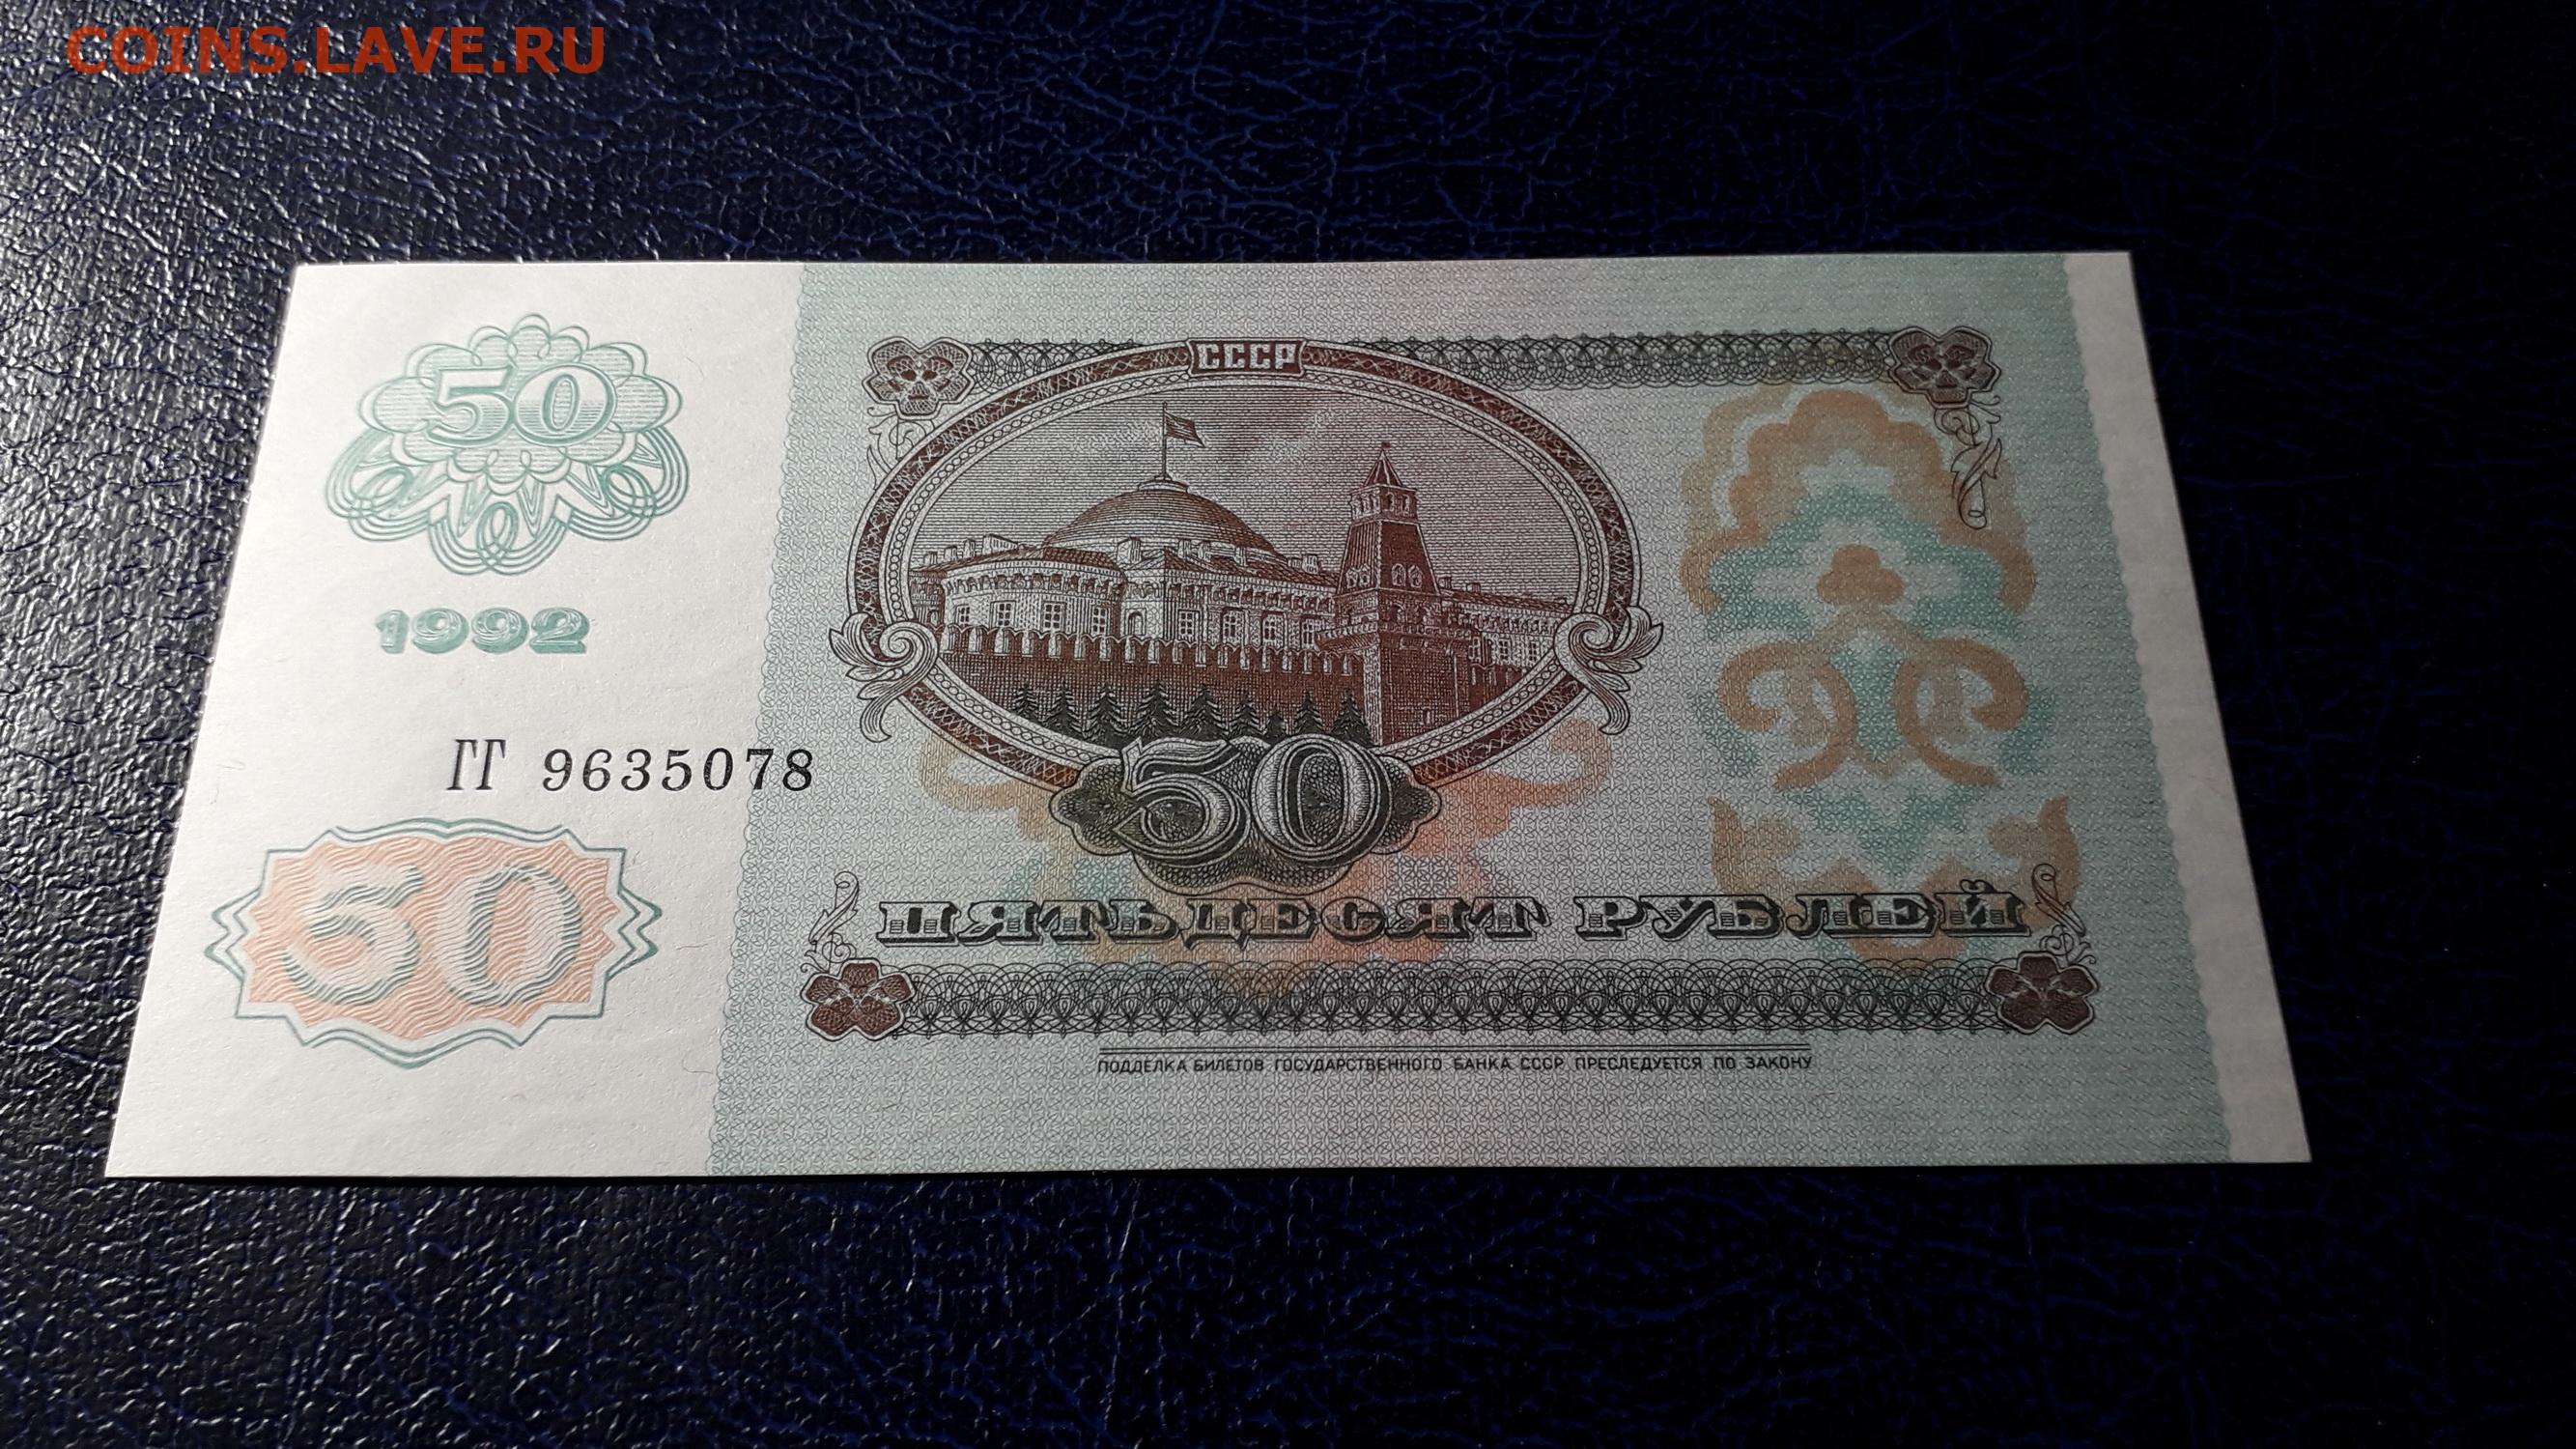 COINS.LAVE.RU
СССР
50
1992
ГГ 9635078
50
50
ПЯТЬДЕСЯТ РУБЛЕЙ
ПОДДЕЛКА БИЛЕТОВ ГОСУДАРСТВЕННОГО БАНКА СССР ПРЕСЛЕДУЕТСЯ ПО ЗАКОНУ